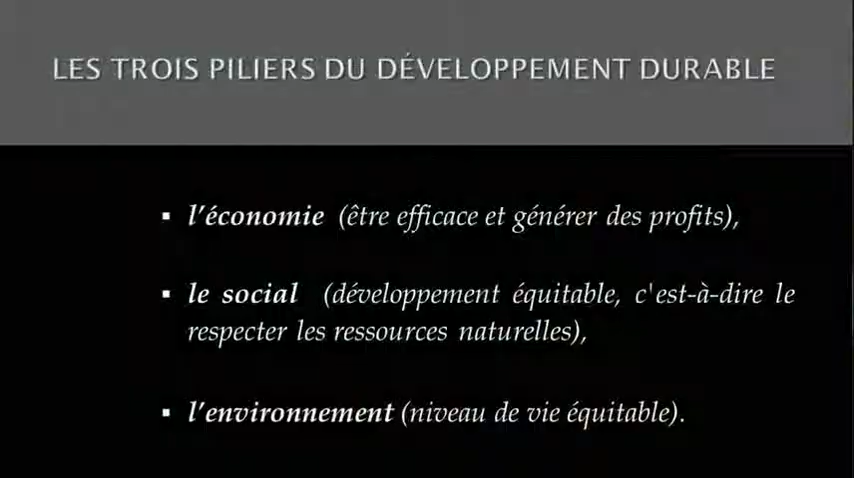 LES TROIS PILIERS DU DÉVELOPPEMENT DURABLE
▪ l'économie (être efficace et générer des profits),
▪ le social (développement équitable, c'est-à-dire le
respecter les ressources naturelles),
▪ l'environnement (niveau de vie équitable).